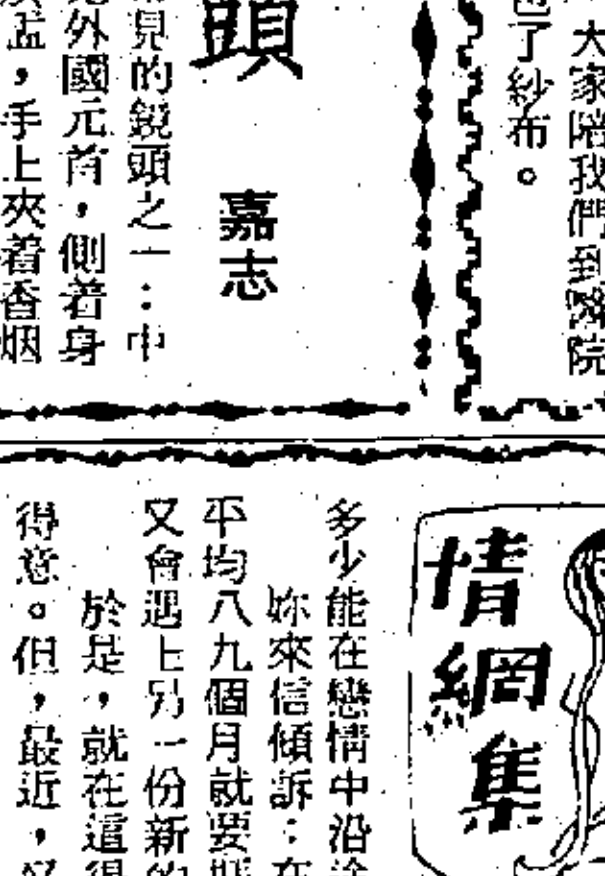 大家陪我們到醫院
了紗布。
頭
嘉志
見的鏡頭之一:中
外國元首,側着身
,手上夾着香烟
情網集
多少能在戀情中沿途
妳來信傾訴:在
平均八九個月就要
又會遇上另一份新的
於是,就在這得
得意。但,最近,又